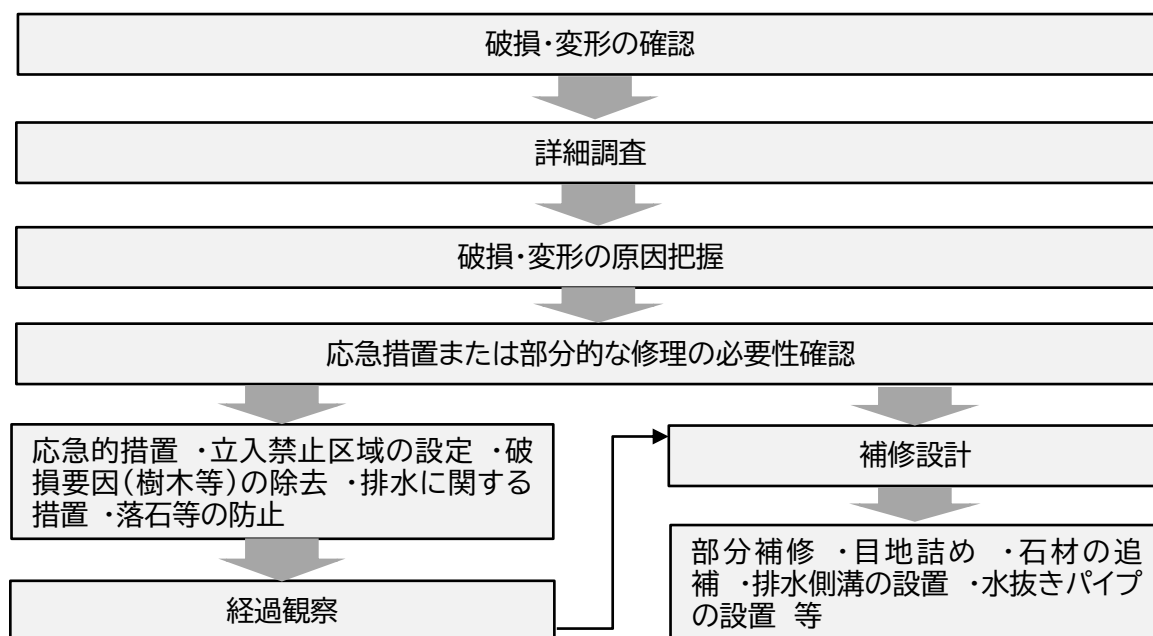 破損・変形の確認
詳細調査
破損・変形の原因把握
応急措置または部分的な修理の必要性確認
応急的措置 ・立入禁止区域の設定 ・破
損要因(樹木等)の除去 ・排水に関する
措置 ・落石等の防止
経過観察
補修設計
部分補修 ・目地詰め ・石材の追
補 ・排水側溝の設置 ・水抜きパイプ
の設置 等